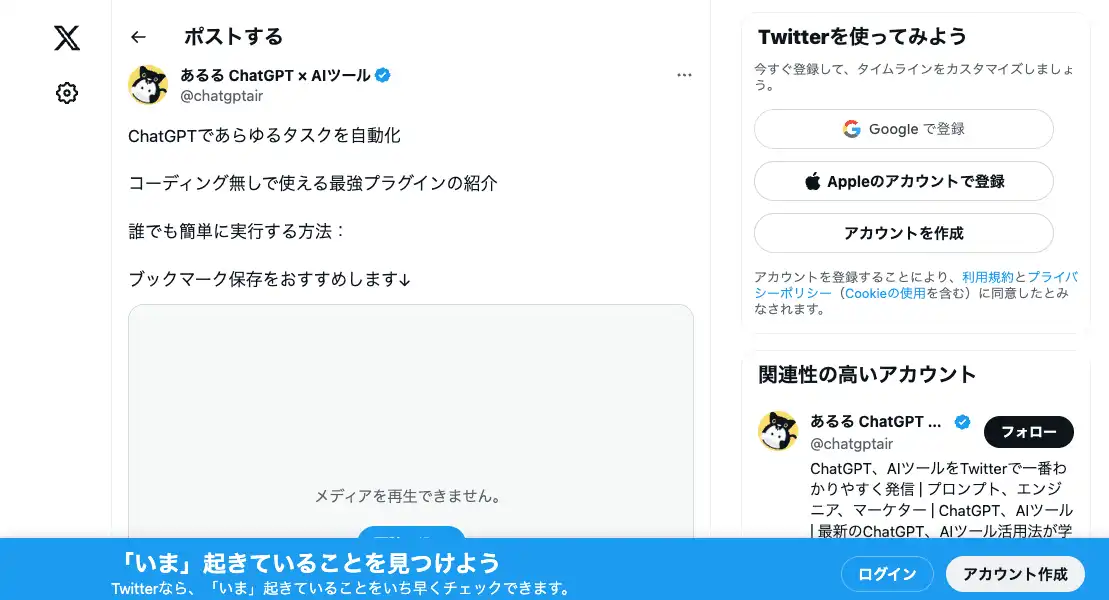 ポストする
あるる ChatGPT × AIツール
@chatgptair
ChatGPTであらゆるタスクを自動化
コーディング無しで使える最強プラグインの紹介
誰でも簡単に実行する方法：
ブックマーク保存をおすすめします↓
メディアを再生できません。
Twitterを使ってみよう
今すぐ登録して、タイムラインをカスタマイズしましょ
う。
Google で登録
Appleのアカウントで登録
アカウントを作成
アカウントを登録することにより、利用規約とプライバ
シーポリシー（Cookieの使用を含む）に同意したとみ
なされます。
関連性の高いアカウント
あるる ChatGPT ...
@chatgptair
フォロー
ChatGPT、AIツールをTwitterで一番わ
かりやすく発信 | プロンプト、エンジ
ニア、マーケター | ChatGPT、AIツール
| 最新のChatGPT、AIツール活用法が学
「いま」起きていることを見つけよう
Twitterなら、「いま」起きていることをいち早くチェックできます。
ログイン
アカウント作成